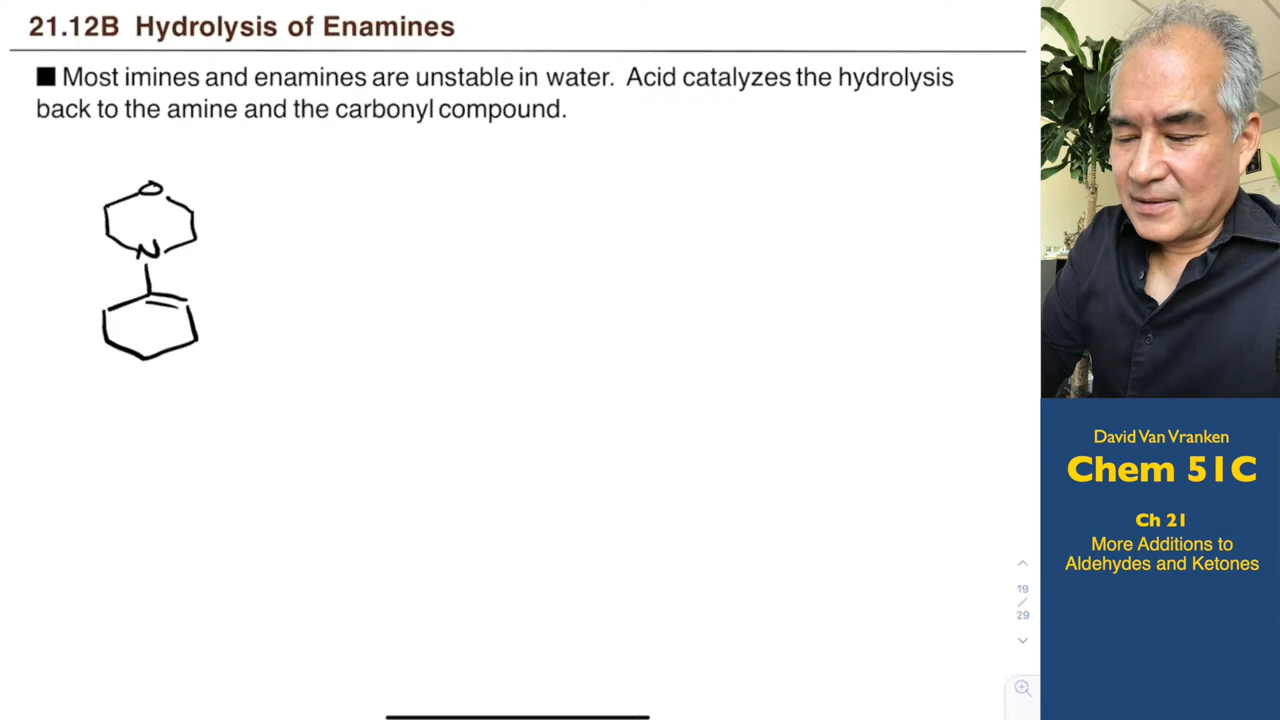 21.12B Hydrolysis of Enamines
■ Most imines and enamines are unstable in water. Acid catalyzes the hydrolysis
back to the amine and the carbonyl compound.
O
N
David Van Vranken
Chem 51C
Ch 21
More Additions to
Aldehydes and Ketones
19
/
29